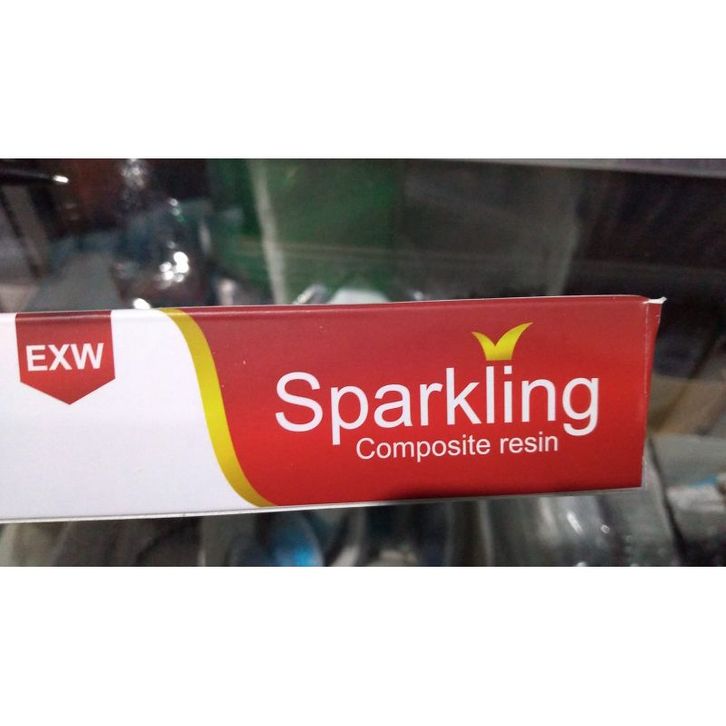 EXW
Sparkling
Composite resin